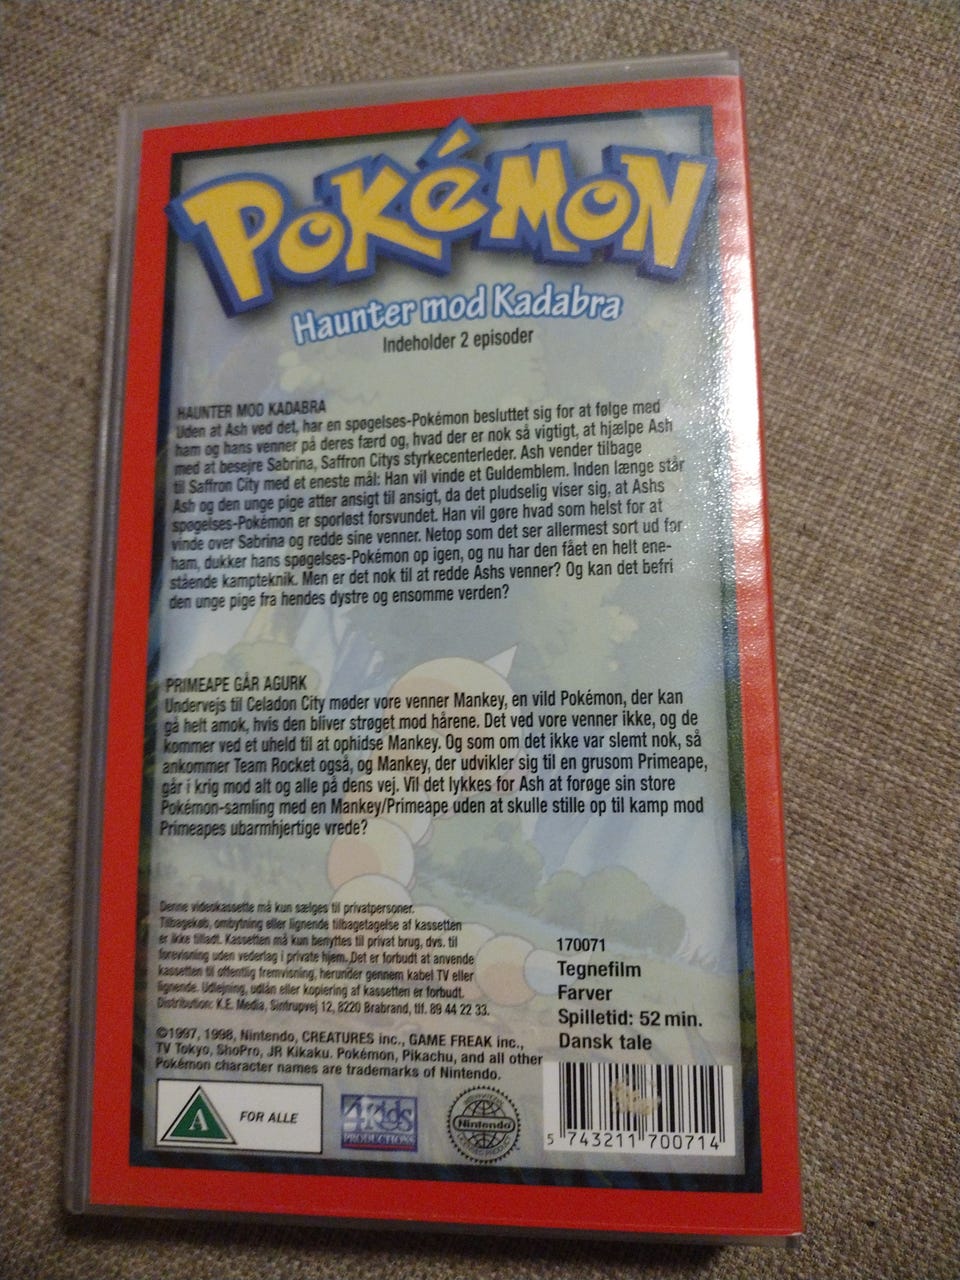 POKéMON
Haunter mod Kadabra
Indeholder 2 episoder
HAUNTER MOD KADABRA
Uden at Ash ved det, har en spøgelses-Pokémon besluttet sig for at følge med
ham og hans venner på deres færd og, hvad der er nok så vigtigt, at hjælpe Ash
med at besejre Sabrina, Saffron Citys styrkecenterleder. Ash vender tilbage
til Saffron City med et eneste mål: Han vil vinde et Guldemblem. Inden længe står
Ash og den unge pige atter ansigt til ansigt, da det pludselig viser sig, at Ashs
spøgelses-Pokémon er sporløst forsvundet. Han vil gøre hvad som helst for at
vinde over Sabrina og redde sine venner. Netop som det ser allermest sort ud for
ham, dukker hans spøgelses-Pokémon op igen, og nu har den fået en helt ene-
stående kampteknik. Men er det nok til at redde Ashs venner? Og kan det befri
den unge pige fra hendes dystre og ensomme verden?
PRIMEAPE GÅR AGURK
Undervejs til Celadon City møder vore venner Mankey, en vild Pokémon, der kan
gå helt amok, hvis den bliver strøget mod hårene. Det ved vore venner ikke, og de
kommer ved et uheld til at ophidse Mankey. Og som om det ikke var slemt nok, så
ankommer Team Rocket også, og Mankey, der udvikler sig til en grusom Primeape,
går i krig mod alt og alle på dens vej. Vil det lykkes for Ash at forøge sin store
Pokémon-samling med en Mankey/Primeape uden at skulle stille op til kamp mod
Primeapes ubarmhjertige vrede?
Denne videokassette må kun sælges til privatpersoner.
Tilbagekøb, ombytning eller lignende tilbagetagelse af kassetten
er ikke tilladt. Kassetten må kun benyttes til privat brug, dvs. til
forevisning uden vederlag i private hjem. Det er forbudt at anvende
kassetten til offentlig fremvisning, herunder gennem kabel TV eller
lignende. Udlejning, udlån eller kopiering af kassetten er forbudt.
Distribution: K.E. Media, Sintrupvej 12, 8220 Brabrand, tlf. 89 44 22 33.
©1997, 1998, Nintendo, CREATURES inc., GAME FREAK inc.,
TV Tokyo, ShoPro, JR Kikaku. Pokémon, Pikachu, and all other
Pokémon character names are trademarks of Nintendo.
170071
Tegnefilm
Farver
Spilletid: 52 min.
Dansk tale
A FOR ALLE
4Kids
PRODUCTIONS
Nintendo
5 743211 700714